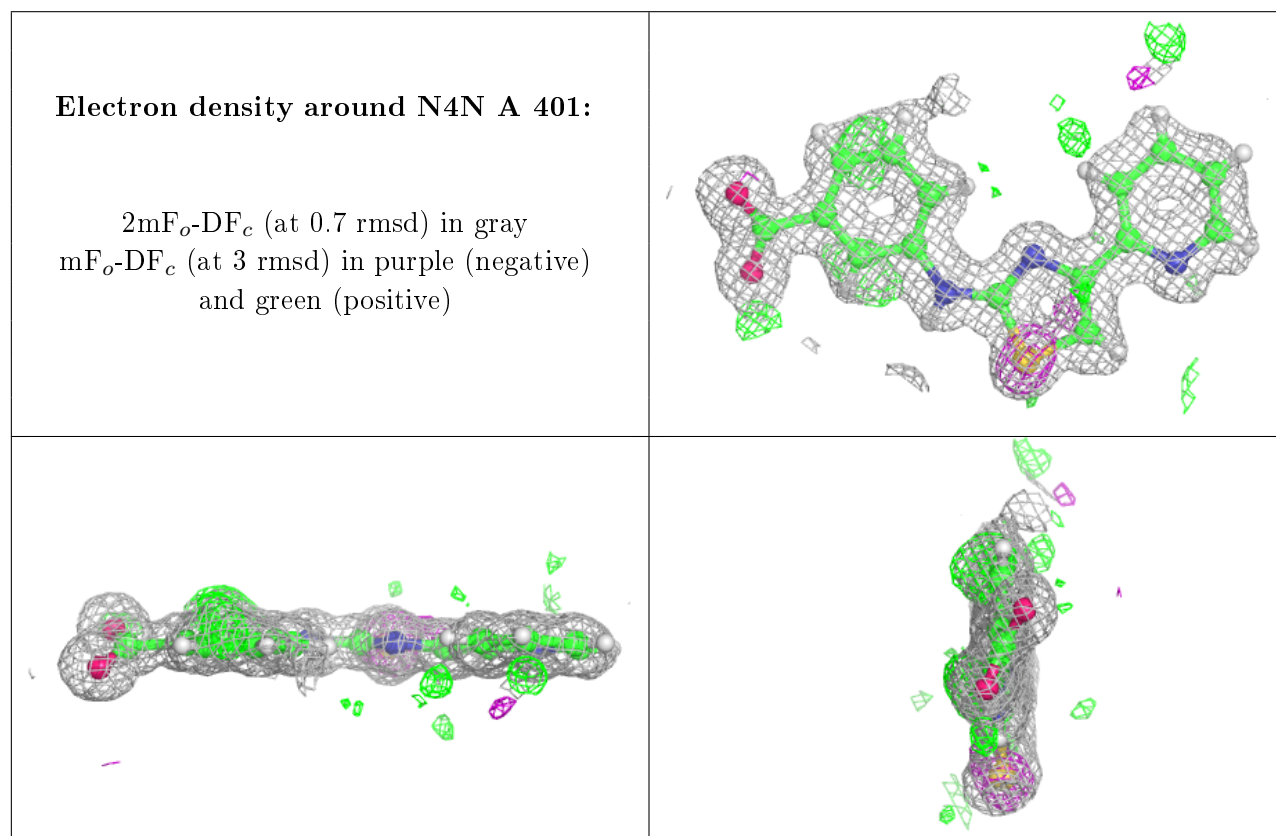 Electron density around N4N A 401:
2mFₒ-DF𝒸 (at 0.7 rmsd) in gray
mFₒ-DF𝒸 (at 3 rmsd) in purple (negative)
and green (positive)